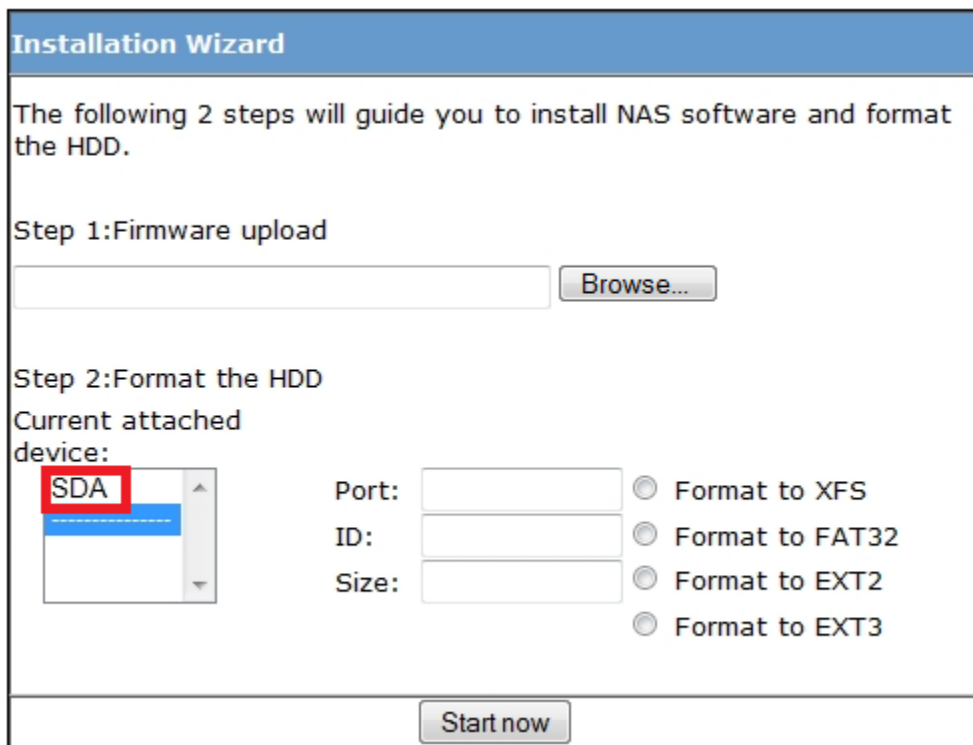 Installation Wizard
The following 2 steps will guide you to install NAS software and format
the HDD.
Step 1:Firmware upload
Browse...
Step 2:Format the HDD
Current attached
device:
SDA
---------------
Port:
Format to XFS
ID:
Format to FAT32
Size:
Format to EXT2
Format to EXT3
Start now